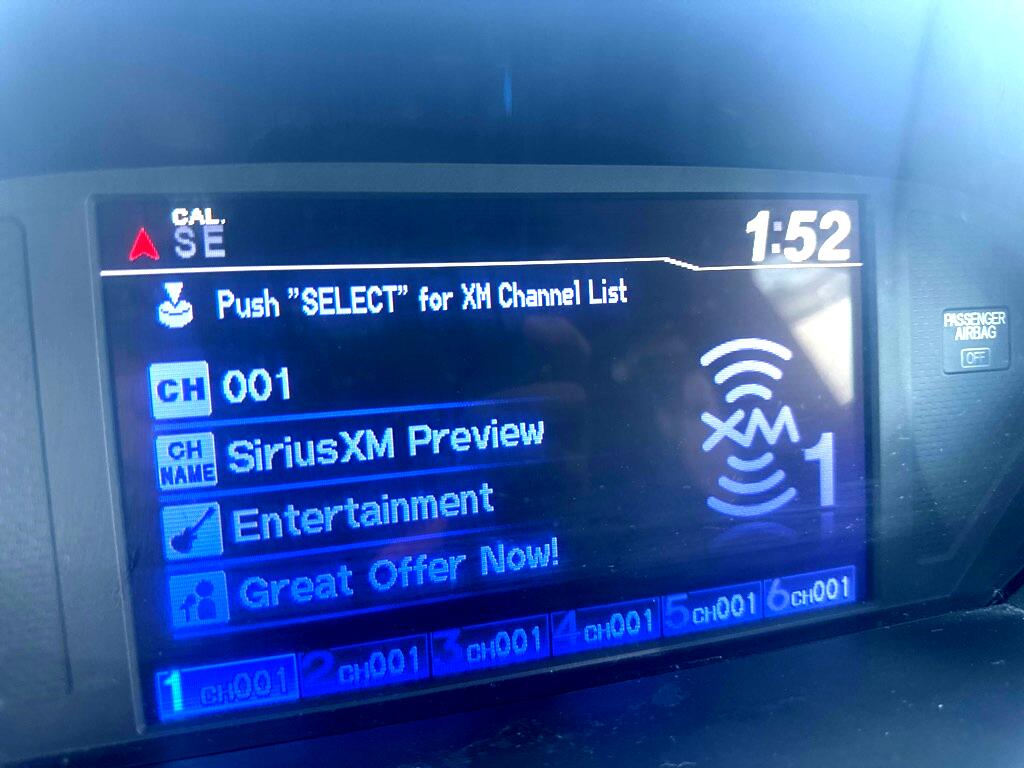 CAL.
SE
1:52
Push "SELECT" for XM Channel List
CH 001
CH NAME SiriusXM Preview
Entertainment
Great Offer Now!
XM 1
1 CH001 2 CH001 3 CH001 4 CH001 5 CH001 6 CH001
PASSENGER
AIRBAG
OFF